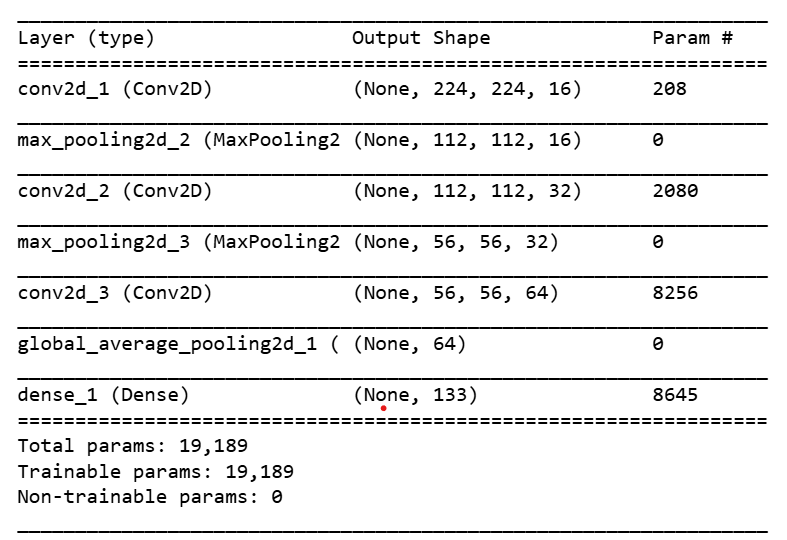 Layer (type) Output Shape Param #
=================================================================
conv2d_1 (Conv2D) (None, 224, 224, 16) 208
max_pooling2d_2 (MaxPooling2 (None, 112, 112, 16) 0
conv2d_2 (Conv2D) (None, 112, 112, 32) 2080
max_pooling2d_3 (MaxPooling2 (None, 56, 56, 32) 0
conv2d_3 (Conv2D) (None, 56, 56, 64) 8256
global_average_pooling2d_1 ( (None, 64) 0
dense_1 (Dense) (None, 133) 8645
=================================================================
Total params: 19,189
Trainable params: 19,189
Non-trainable params: 0